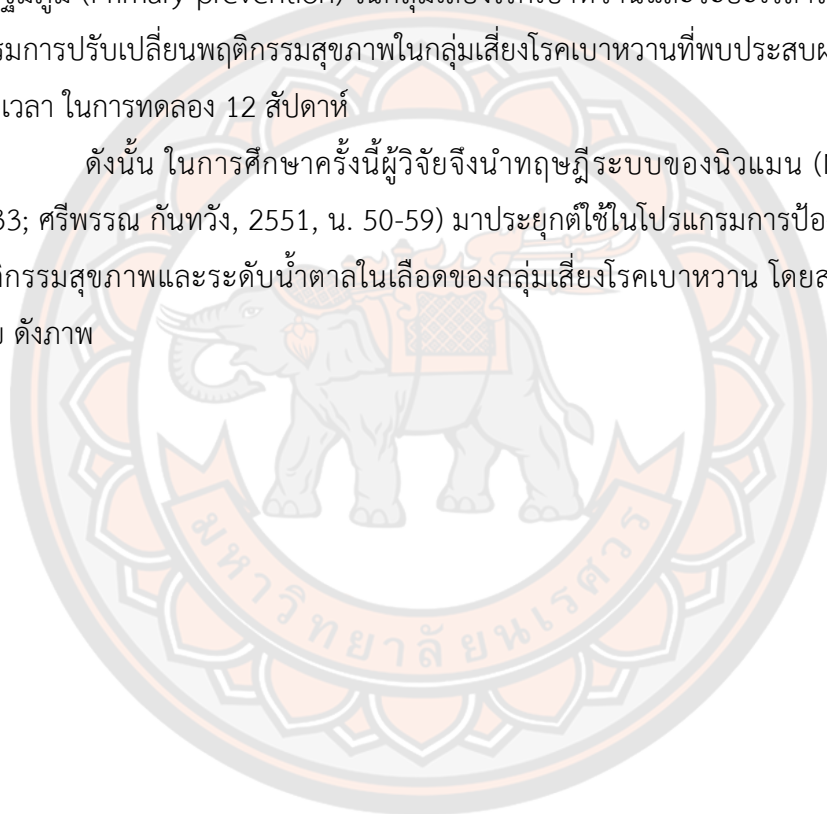 (Primary prevention) ในกลุ่มเสี่ยงโรคเบาหวานและ
รมการปรับเปลี่ยนพฤติกรรมสุขภาพในกลุ่มเสี่ยงโรคเบาหวานที่พบประสบ
เวลา ในการทดลอง 12 สัปดาห์
ดังนั้น ในการศึกษาครั้งนี้ผู้วิจัยจึงนำทฤษฎีระบบของนิวแมน
33; ศรีพรรณ กันทวัง, 2551, น. 50-59) มาประยุกต์ใช้ในโปรแกรมการป้อ
ติกรรมสุขภาพและระดับน้ำตาลในเลือดของกลุ่มเสี่ยงโรคเบาหวาน โดยส
ดังภาพ
มหาวิทยาลัยนเรศวร